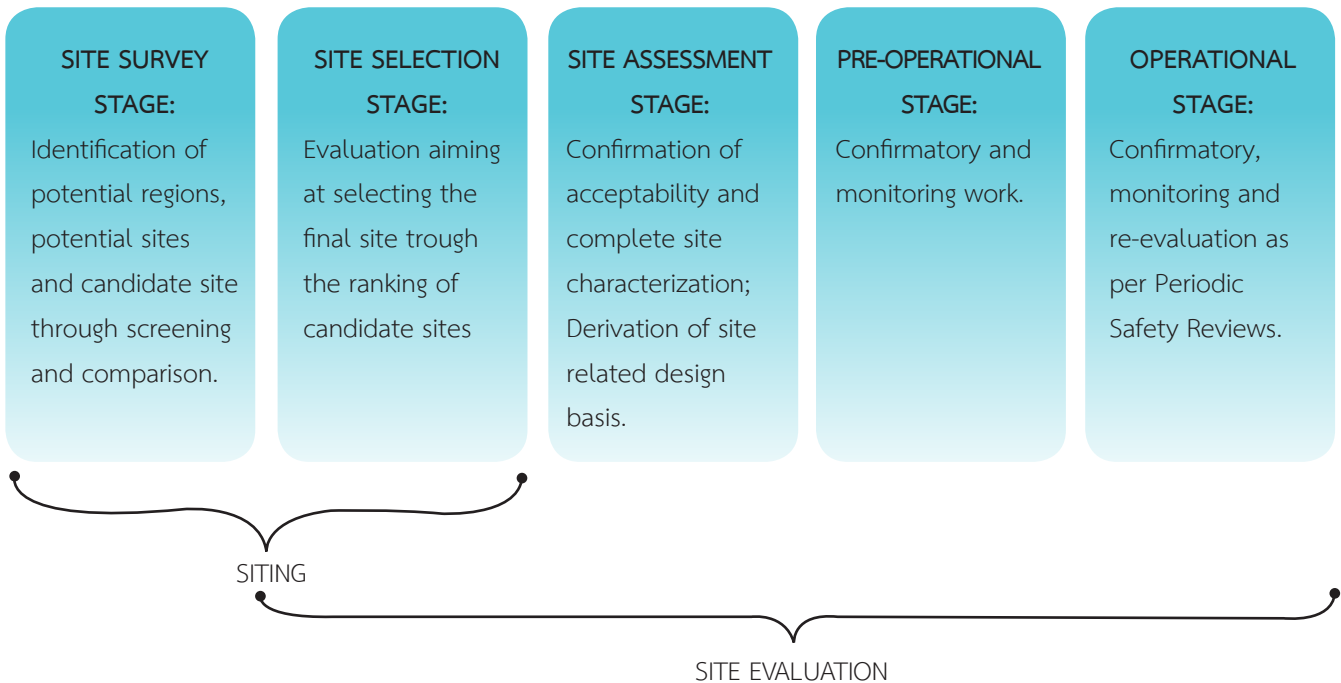 SITE SURVEY
STAGE:
Identification of
potential regions,
potential sites
and candidate site
through screening
and comparison.
SITE SELECTION
STAGE:
Evaluation aiming
at selecting the
final site trough
the ranking of
candidate sites
SITE ASSESSMENT
STAGE:
Confirmation of
acceptability and
complete site
characterization;
Derivation of site
related design
basis.
PRE-OPERATIONAL
STAGE:
Confirmatory and
monitoring work.
OPERATIONAL
STAGE:
Confirmatory,
monitoring and
re-evaluation as
per Periodic
Safety Reviews.
SITING
SITE EVALUATION